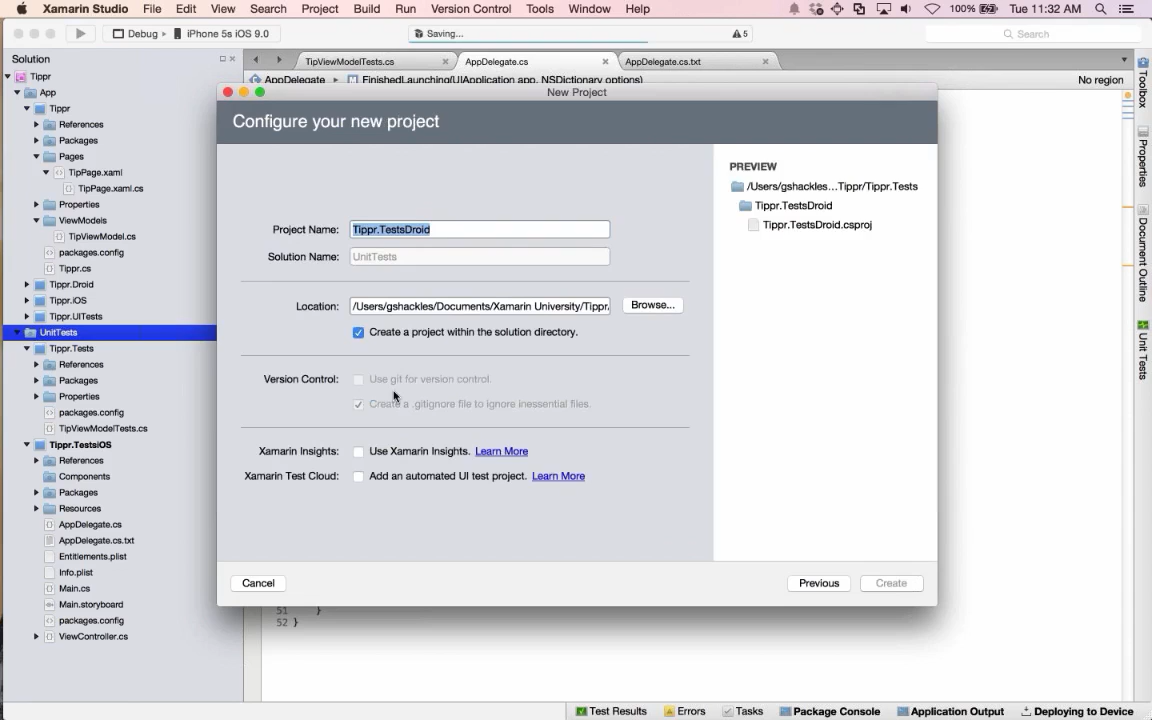 Xamarin Studio File Edit View Search Project Build Run Version Control Tools Window Help 100% Tue 11:32 AM
Debug iPhone 5s iOS 9.0 Saving... 5 Search
Solution
TipViewModelTests.cs AppDelegate.cs AppDelegate.cs.txt
AppDelegate FinishedLaunching(UIApplication app, NSDictionary options) No region
Tippr
App
Tippr
References
Packages
Pages
TipPage.xaml
TipPage.xaml.cs
Properties
ViewModels
TipViewModel.cs
packages.config
Tippr.cs
Tippr.Droid
Tippr.iOS
Tippr.UITests
UnitTests
Tippr.Tests
References
Packages
Properties
packages.config
TipViewModelTests.cs
Tippr.TestsiOS
References
Components
Packages
Resources
AppDelegate.cs
AppDelegate.cs.txt
Entitlements.plist
Info.plist
Main.cs
Main.storyboard
packages.config
ViewController.cs
New Project
Configure your new project
Project Name: Tippr.TestsDroid
Solution Name: UnitTests
Location: /Users/gshackles/Documents/Xamarin University/Tippr. Browse...
Create a project within the solution directory.
Version Control: Use git for version control.
Create a .gitignore file to ignore inessential files.
Xamarin Insights: Use Xamarin Insights. Learn More
Xamarin Test Cloud: Add an automated UI test project. Learn More
PREVIEW
/Users/gshackles...Tippr/Tippr.Tests
Tippr.TestsDroid
Tippr.TestsDroid.csproj
Cancel Previous Create
51 }
52 }
Toolbox
Properties
Document Outline
Unit Tests
Test Results Errors Tasks Package Console Application Output Deploying to Device